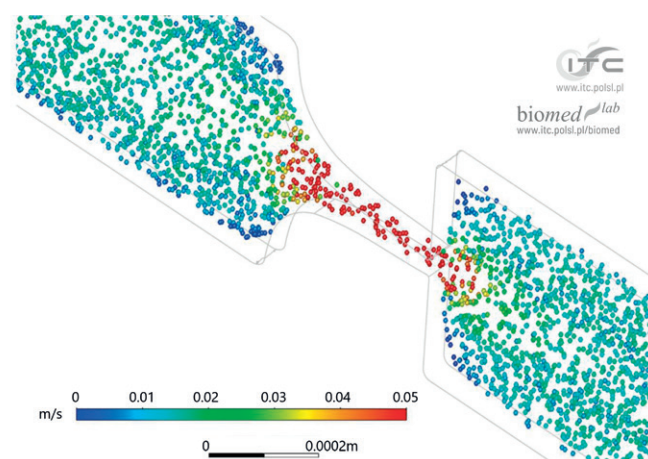 ITC
www.itc.polsl.pl
biomed lab
www.itc.polsl.pl/biomed
0 0.01 0.02 0.03 0.04 0.05
m/s
0 0.0002m